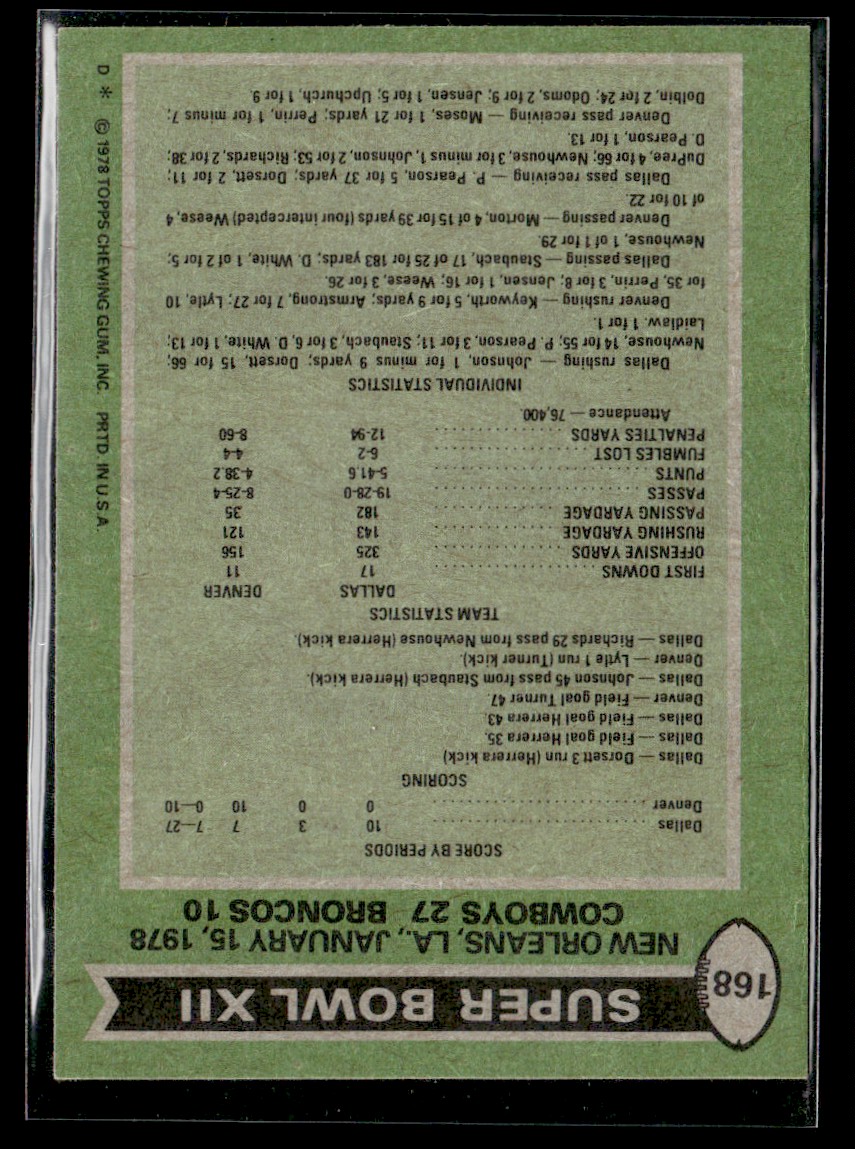 168
SUPER BOWL XII
NEW ORLEANS, LA., JANUARY 15, 1978
COWBOYS 27 BRONCOS 10
SCORE BY PERIODS
Dallas . . . . . . . . . . . . . . . . . . . . 10 3 7 7—27
Denver . . . . . . . . . . . . . . . . . . . . 0 0 10 0—10
SCORING
Dallas — Dorsett 3 run (Herrera kick)
Dallas — Field goal Herrera 35.
Dallas — Field goal Herrera 43.
Denver — Field goal Turner 47.
Dallas — Johnson 45 pass from Staubach (Herrera kick).
Denver — Lytle 1 run (Turner kick).
Dallas — Richards 29 pass from Newhouse (Herrera kick).
TEAM STATISTICS
DALLAS DENVER
FIRST DOWNS . . . . . . . . . . . . . . 17 11
OFFENSIVE YARDS . . . . . . . . . . . . 325 156
RUSHING YARDAGE . . . . . . . . . . . . 143 121
PASSING YARDAGE . . . . . . . . . . . . 182 35
PASSES . . . . . . . . . . . . . . . . . . 19-28-0 8-25-4
PUNTS . . . . . . . . . . . . . . . . . . 5-41.6 4-38.2
FUMBLES LOST . . . . . . . . . . . . . . 6-2 4-4
PENALTIES YARDS . . . . . . . . . . . . 12-94 8-60
Attendance — 76,400.
INDIVIDUAL STATISTICS
Dallas rushing — Johnson, 1 for minus 9 yards; Dorsett, 15 for 66;
Newhouse, 14 for 55; P. Pearson, 3 for 11; Staubach, 3 for 6, D. White, 1 for 13;
Laidlaw. 1 for 1.
Denver rushing — Keyworth, 5 for 9 yards; Armstrong, 7 for 27; Lytle, 10
for 35, Perrin, 3 for 8; Jensen, 1 for 16; Weese, 3 for 26.
Dallas passing — Staubach, 17 of 25 for 183 yards; D. White, 1 of 2 for 5;
Newhouse, 1 of 1 for 29.
Denver passing — Morton, 4 of 15 for 39 yards (four intercepted) Weese, 4
of 10 for 22.
Dallas pass receiving — P. Pearson, 5 for 37 yards; Dorsett, 2 for 11;
DuPree, 4 for 66; Newhouse, 3 for minus 1, Johnson, 2 for 53; Richards, 2 for 38;
D. Pearson, 1 for 13.
Denver pass receiving — Moses, 1 for 21 yards; Perrin, 1 for minus 7;
Dolbin, 2 for 24; Odoms, 2 for 9; Jensen, 1 for 5; Upchurch, 1 for 9
D * © 1978 TOPPS CHEWING GUM, INC. PRTD. IN U.S.A.